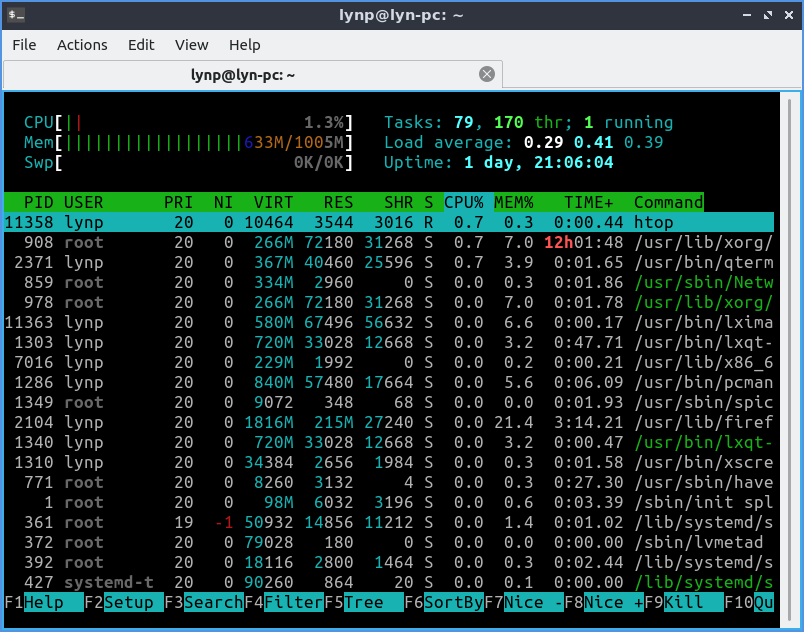 lynp@lyn-pc: ~
File Actions Edit View Help
lynp@lyn-pc: ~
CPU[|| 1.3%] Tasks: 79, 170 thr; 1 running
Mem[||||||||||||||||||633M/1005M] Load average: 0.29 0.41 0.39
Swp[ 0K/0K] Uptime: 1 day, 21:06:04
PID USER PRI NI VIRT RES SHR S CPU% MEM% TIME+ Command
11358 lynp 20 0 10464 3544 3016 R 0.7 0.3 0:00.44 htop
908 root 20 0 266M 72180 31268 S 0.7 7.0 12h01:48 /usr/lib/xorg/
2371 lynp 20 0 367M 40460 25596 S 0.7 3.9 0:01.65 /usr/bin/qterm
859 root 20 0 334M 2960 0 S 0.0 0.3 0:01.86 /usr/sbin/Netw
978 root 20 0 266M 72180 31268 S 0.0 7.0 0:01.78 /usr/lib/xorg/
11363 lynp 20 0 580M 67496 56632 S 0.0 6.6 0:00.17 /usr/bin/lxima
1303 lynp 20 0 720M 33028 12668 S 0.0 3.2 0:47.71 /usr/bin/lxqt-
7016 lynp 20 0 229M 1992 0 S 0.0 0.2 0:00.21 /usr/lib/x86_6
1286 lynp 20 0 840M 57480 17664 S 0.0 5.6 0:06.09 /usr/bin/pcman
1349 root 20 0 9072 348 68 S 0.0 0.0 0:01.93 /usr/sbin/spic
2104 lynp 20 0 1816M 215M 27240 S 0.0 21.4 3:14.21 /usr/lib/firef
1340 lynp 20 0 720M 33028 12668 S 0.0 3.2 0:00.47 /usr/bin/lxqt-
1310 lynp 20 0 34384 2656 1984 S 0.0 0.3 0:01.58 /usr/bin/xscre
771 root 20 0 8260 3132 4 S 0.0 0.3 0:27.30 /usr/sbin/have
1 root 20 0 98M 6032 3196 S 0.0 0.6 0:03.39 /sbin/init spl
361 root 19 -1 50932 14856 11212 S 0.0 1.4 0:01.02 /lib/systemd/s
372 root 20 0 79028 180 0 S 0.0 0.0 0:00.00 /sbin/lvmetad
392 root 20 0 18116 2800 1464 S 0.0 0.3 0:02.44 /lib/systemd/s
427 systemd-t 20 0 90260 864 20 S 0.0 0.1 0:00.00 /lib/systemd/s
F1Help F2Setup F3SearchF4FilterF5Tree F6SortByF7Nice -F8Nice +F9Kill F10Qu